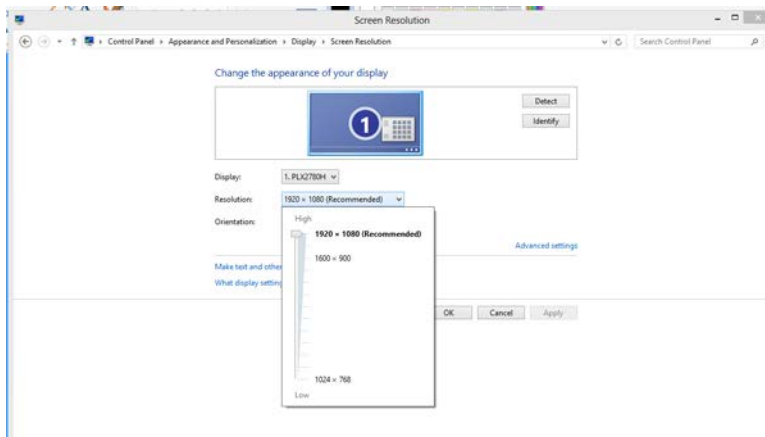 Screen Resolution
Control Panel › Appearance and Personalization › Display › Screen Resolution
Search Control Panel
Change the appearance of your display
1
Detect
Identify
Display: 1. PLX2780H
Resolution: 1920 × 1080 (Recommended)
Orientation:
High
1920 × 1080 (Recommended)
1600 × 900
1024 × 768
Low
Advanced settings
Make text and other
What display setting
OK Cancel Apply